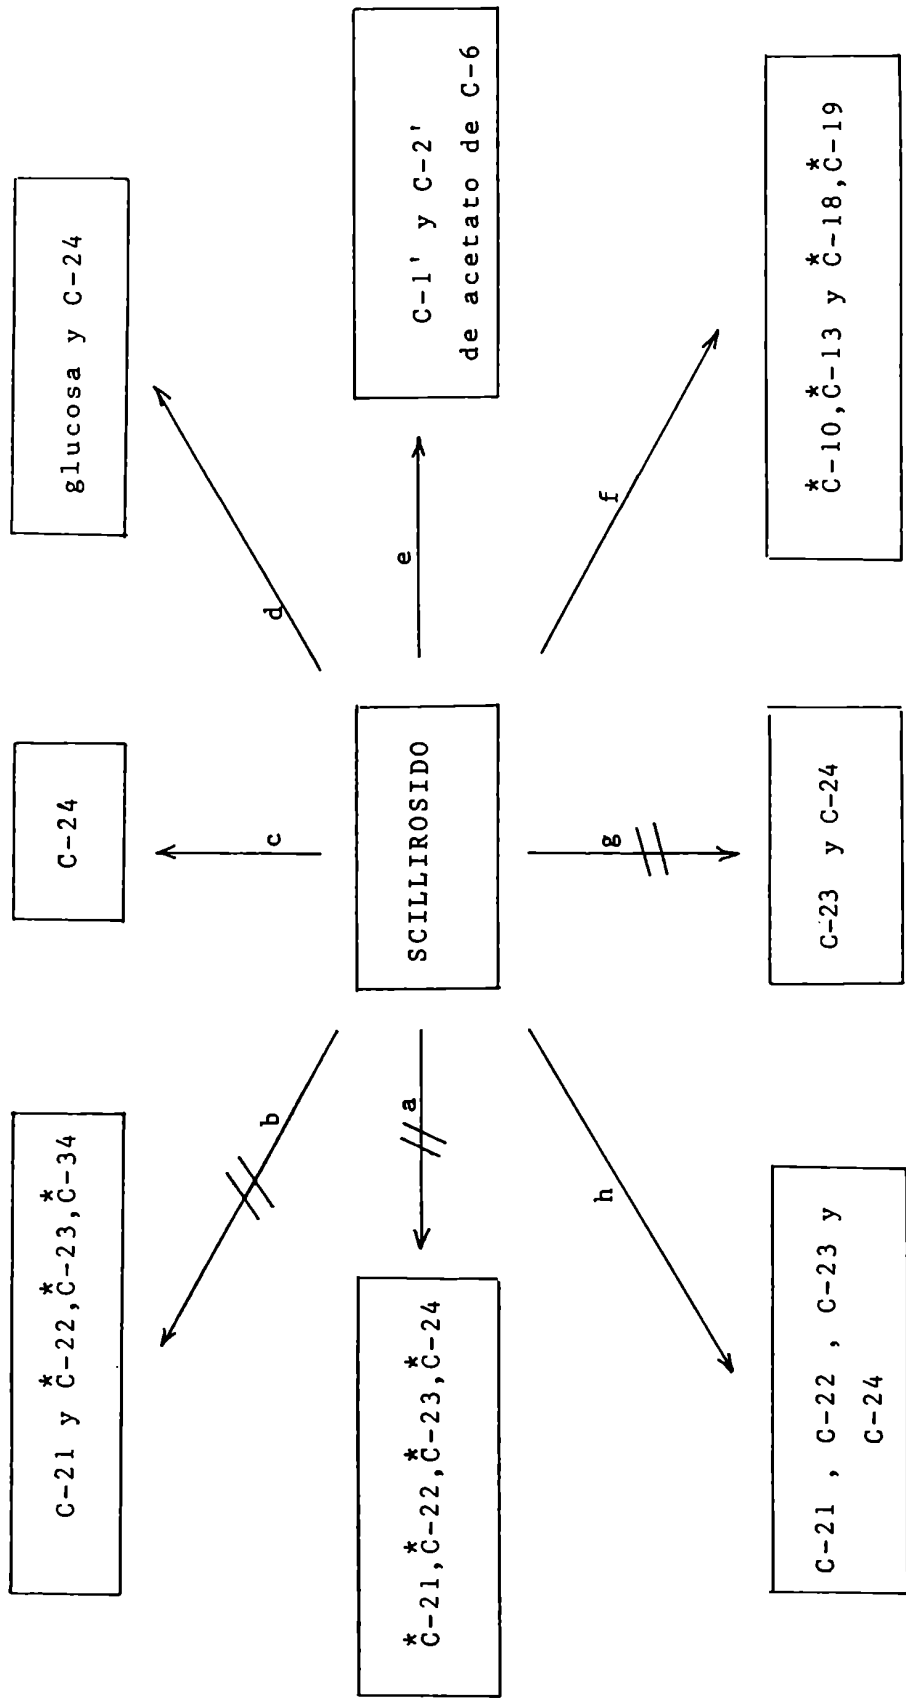 C-21 y *C-22,*C-23,*C-34
C-24
glucosa y C-24
b
c
d
*C-21,*C-22,*C-23,*C-24
a
SCILLIROSIDO
e
C-1' y C-2'
de acetato de C-6
h
g
f
C-21 , C-22 , C-23 y
C-24
C-23 y C-24
*C-10,*C-13 y *C-18,*C-19